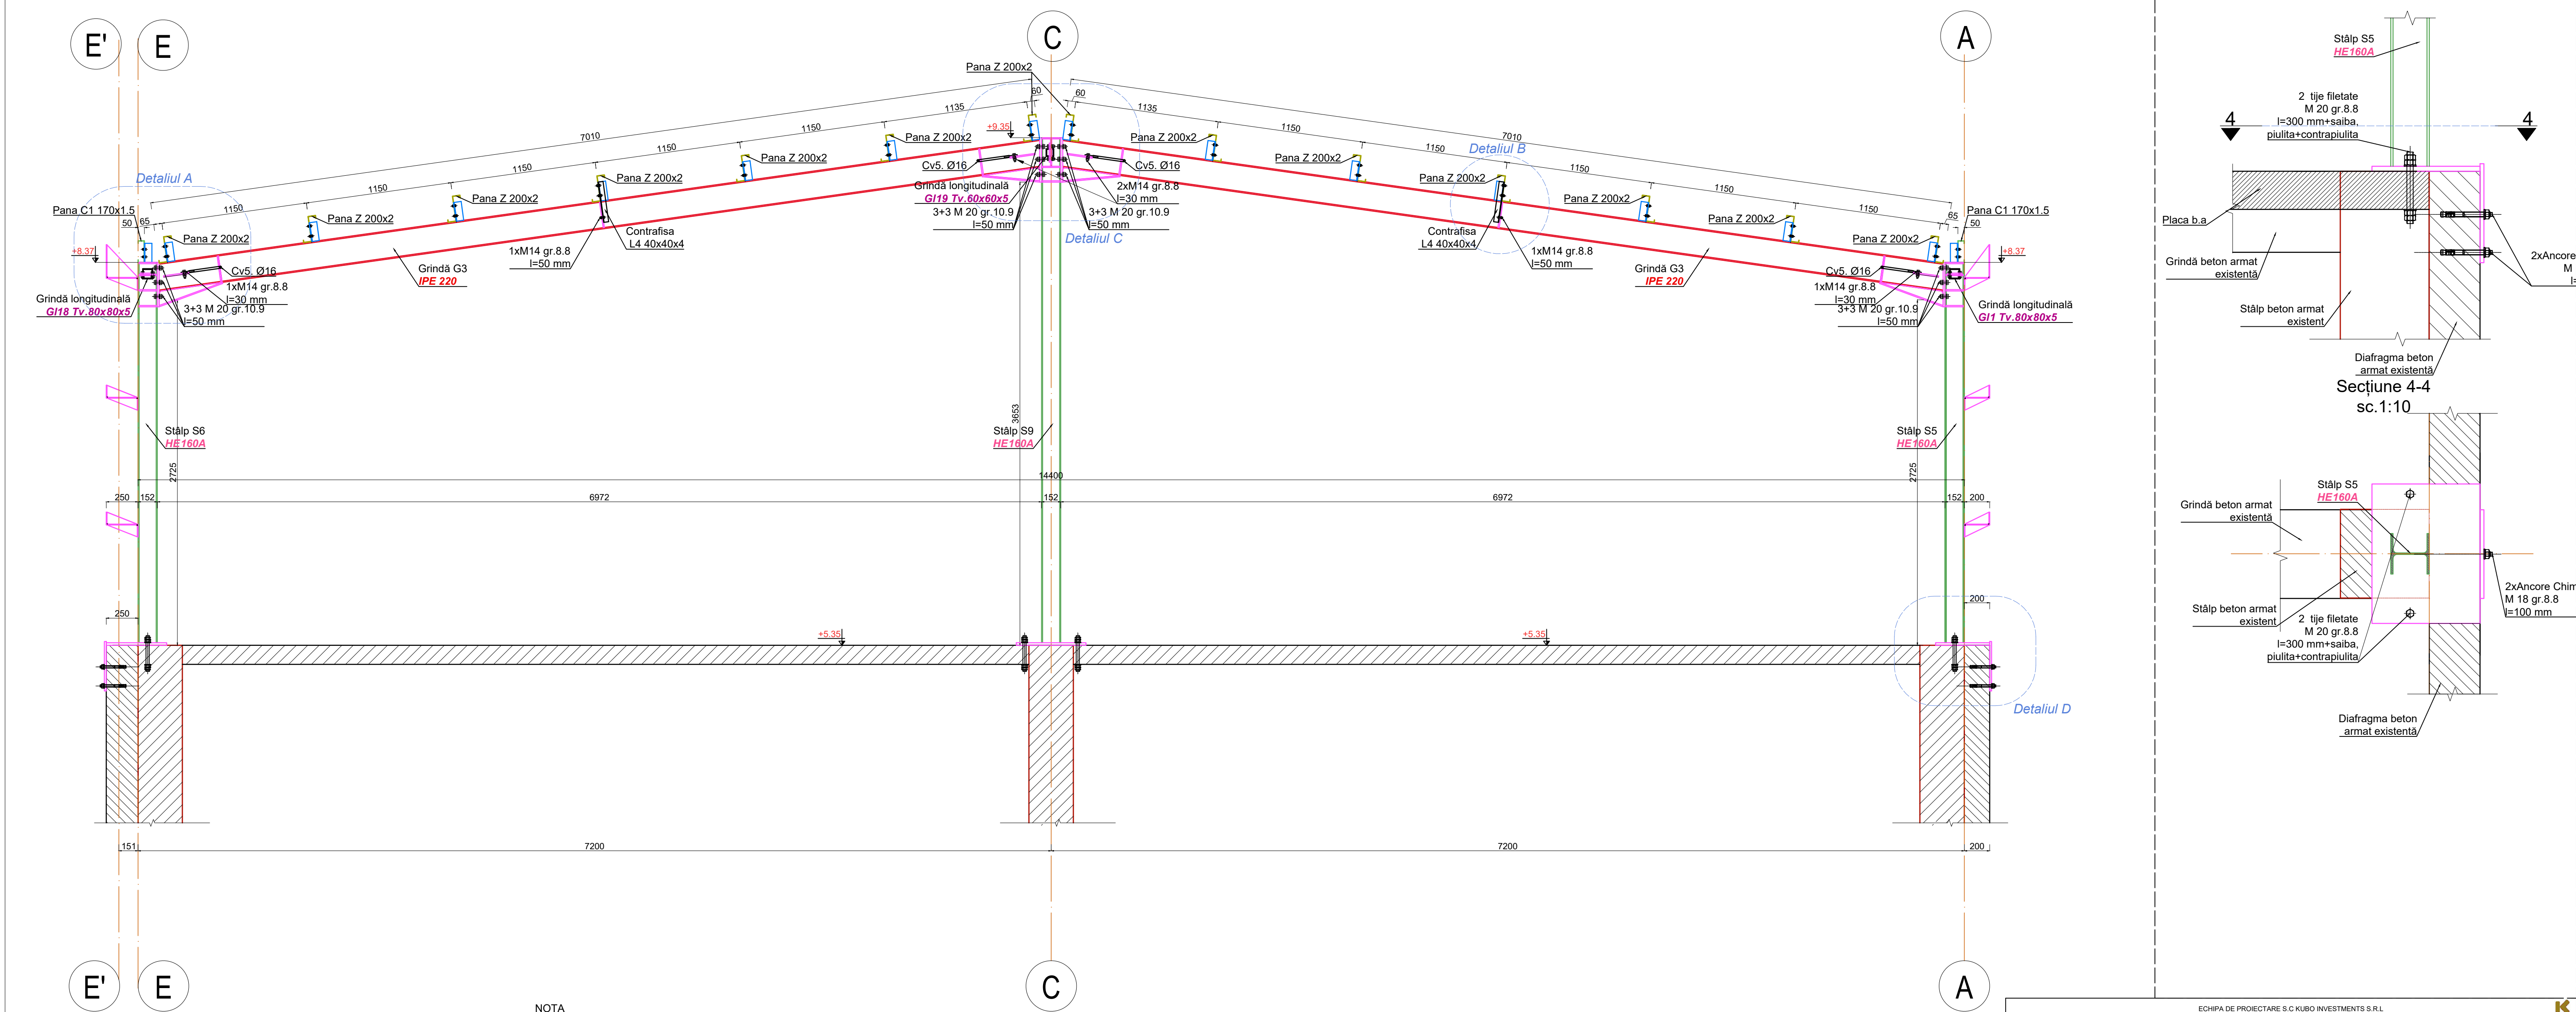 E'
E
C
A
Pana Z 200x2
60
60
1135
1135
7010
7010
1150
1150
1150
1150
1150
1150
1150
1150
1150
1150
+9.35
Pana Z 200x2
Pana Z 200x2
Pana Z 200x2
Pana Z 200x2
Pana Z 200x2
Pana Z 200x2
Pana Z 200x2
Pana Z 200x2
Pana Z 200x2
Pana Z 200x2
Pana Z 200x2
Pana Z 200x2
Detaliul A
Detaliul B
Detaliul C
Pana C1 170x1.5
50
65
+8.37
Cv5. Ø16
1xM14 gr.8.8
l=30 mm
3+3 M 20 gr.10.9
l=50 mm
Grindă longitudinală
Gl18 Tv.80x80x5
Grindă G3
IPE 220
1xM14 gr.8.8
l=50 mm
Contrafisa
L4 40x40x4
Cv5. Ø16
Grindă longitudinală
Gl19 Tv.60x60x5
3+3 M 20 gr.10.9
l=50 mm
Cv5. Ø16
2xM14 gr.8.8
l=30 mm
3+3 M 20 gr.10.9
l=50 mm
Contrafisa
L4 40x40x4
1xM14 gr.8.8
l=50 mm
Grindă G3
IPE 220
Cv5. Ø16
1xM14 gr.8.8
l=30 mm
3+3 M 20 gr.10.9
l=50 mm
Pana C1 170x1.5
65
50
+8.37
Grindă longitudinală
Gl1 Tv.80x80x5
Stâlp S6
HE160A
2725
3653
Stâlp S9
HE160A
Stâlp S5
HE160A
2725
14400
250
152
6972
152
6972
152
200
250
200
+5.35
+5.35
Detaliul D
151
7200
7200
200
E'
E
C
A
NOTA
Stâlp S5
HE160A
2 tije filetate
M 20 gr.8.8
l=300 mm+saiba,
piulita+contrapiulita
4
4
Placa b.a
Grindă beton armat
existentă
Stâlp beton armat
existent
2xAncore
M
l=
Diafragma beton
armat existentă
Secțiune 4-4
sc.1:10
Stâlp S5
HE160A
Grindă beton armat
existentă
Stâlp beton armat
existent
2 tije filetate
M 20 gr.8.8
l=300 mm+saiba,
piulita+contrapiulita
2xAncore Chim
M 18 gr.8.8
l=100 mm
Diafragma beton
armat existentă
ECHIPA DE PROIECTARE S.C KUBO INVESTMENTS S.R.L
K